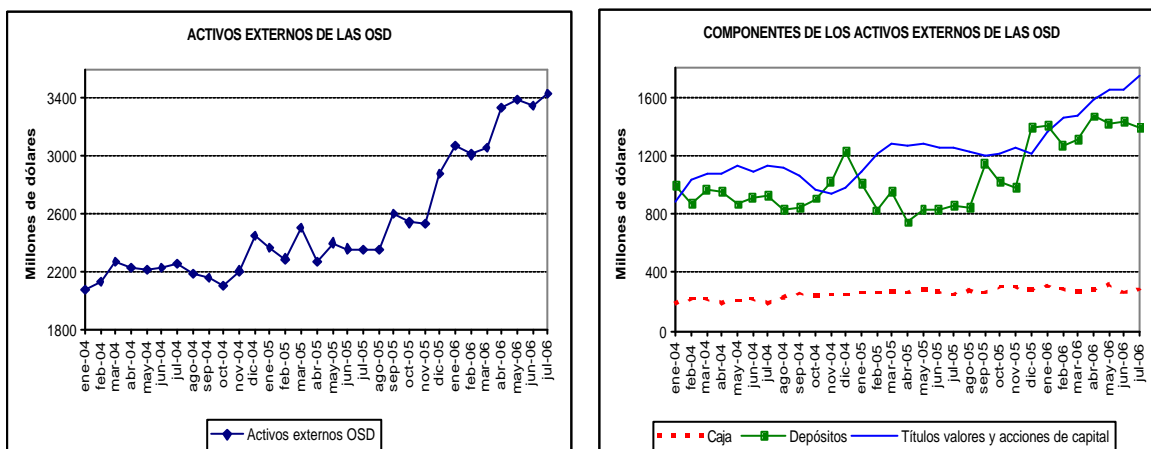 ACTIVOS EXTERNOS DE LAS OSD
Millones de dólares
3400
3000
2600
2200
1800
ene-04
feb-04
mar-04
abr-04
may-04
jun-04
jul-04
ago-04
sep-04
oct-04
nov-04
dic-04
ene-05
feb-05
mar-05
abr-05
may-05
jun-05
jul-05
ago-05
sep-05
oct-05
nov-05
dic-05
ene-06
feb-06
mar-06
abr-06
may-06
jun-06
jul-06
Activos externos OSD
COMPONENTES DE LOS ACTIVOS EXTERNOS DE LAS OSD
Millones de dólares
1600
1200
800
400
0
ene-04
feb-04
mar-04
abr-04
may-04
jun-04
jul-04
ago-04
sep-04
oct-04
nov-04
dic-04
ene-05
feb-05
mar-05
abr-05
may-05
jun-05
jul-05
ago-05
sep-05
oct-05
nov-05
dic-05
ene-06
feb-06
mar-06
abr-06
may-06
jun-06
jul-06
Caja Depósitos Títulos valores y acciones de capital